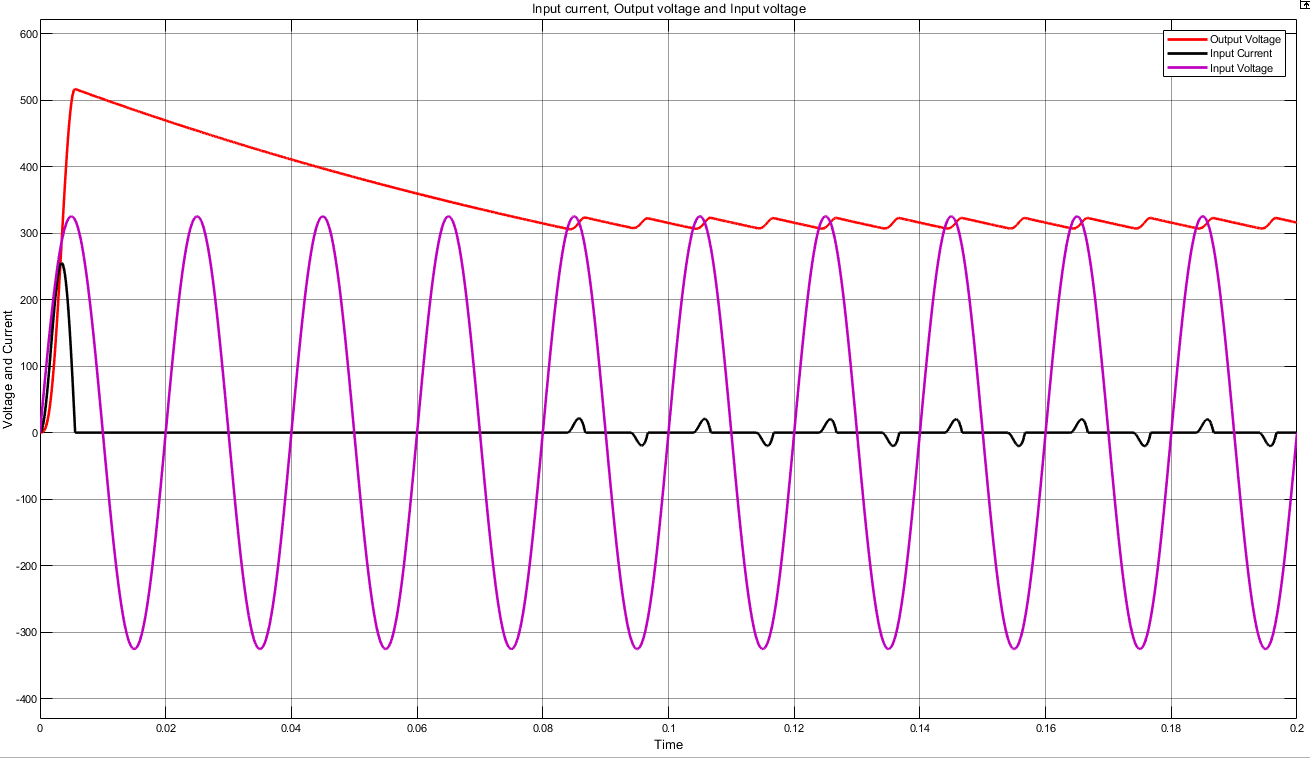 Input current, Output voltage and Input voltage
Output Voltage
Input Current
Input Voltage
600
500
400
300
200
100
0
-100
-200
-300
-400
Voltage and Current
0 0.02 0.04 0.06 0.08 0.1 0.12 0.14 0.16 0.18 0.2
Time